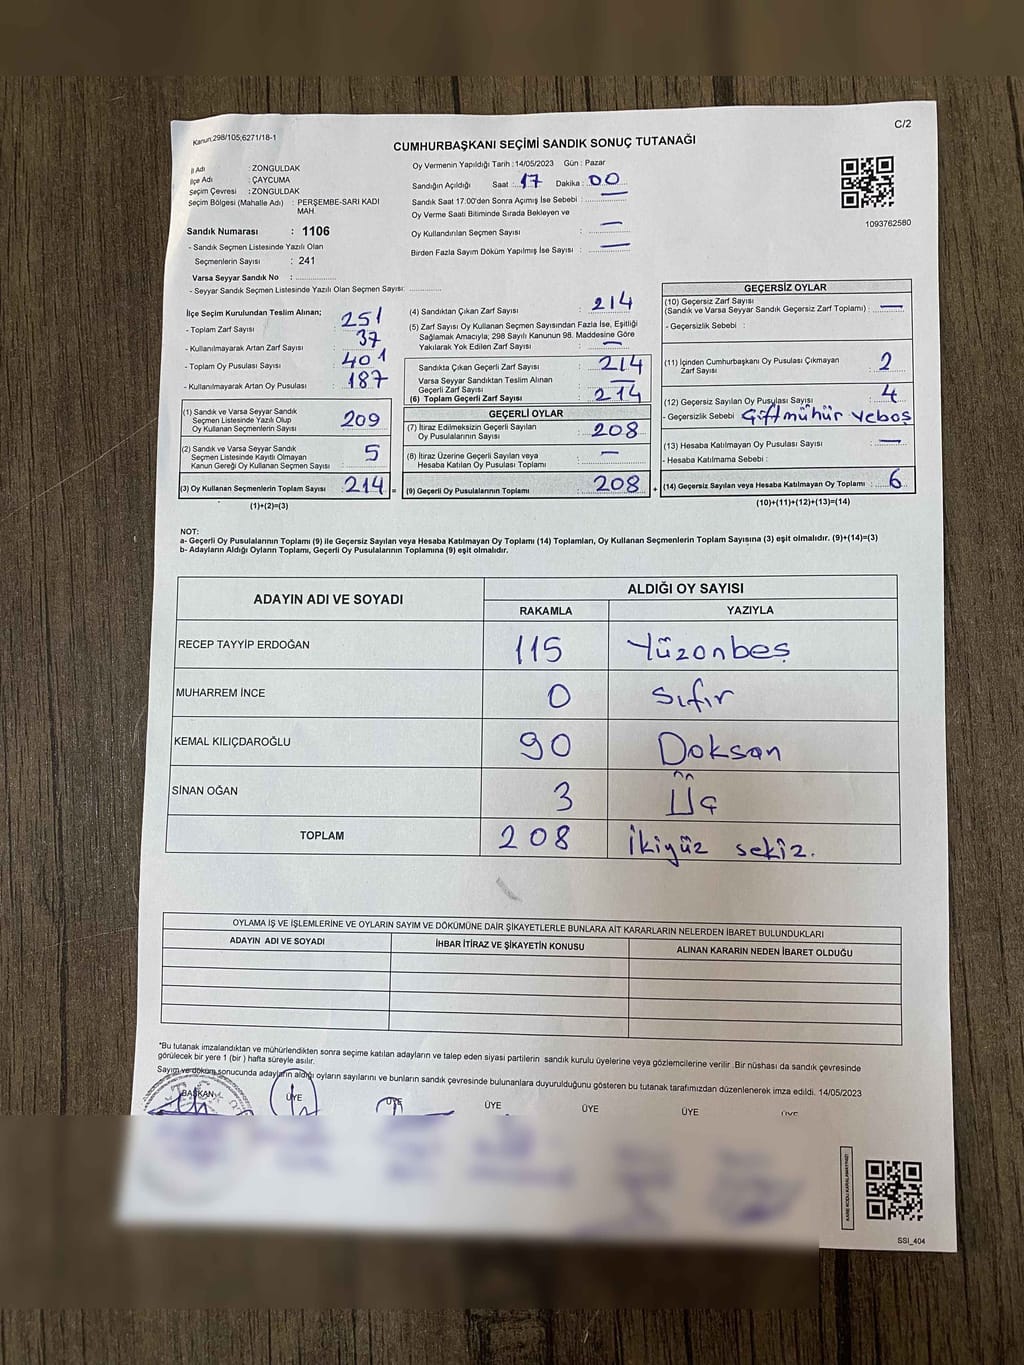 Kanun;298/105;6271/18-1
C/2
CUMHURBAŞKANI SEÇİMİ SANDIK SONUÇ TUTANAĞI
İl Adı : ZONGULDAK
İlçe Adı : ÇAYCUMA
Seçim Çevresi : ZONGULDAK
Seçim Bölgesi (Mahalle Adı) : PERŞEMBE-SARI KADI
MAH
Sandık Numarası : 1106
- Sandık Seçmen Listesinde Yazılı Olan
Seçmenlerin Sayısı : 241
Varsa Seyyar Sandık No :
- Seyyar Sandık Seçmen Listesinde Yazılı Olan Seçmen Sayısı:
Oy Vermenin Yapıldığı Tarih :14/05/2023 Gün : Pazar
Sandığın Açıldığı Saat : 17 Dakika : 00
Sandık Saat 17:00'den Sonra Açımış İse Sebebi : —
Oy Verme Saati Bitiminde Sırada Bekleyen ve
Oy Kullandırılan Seçmen Sayısı : —
Birden Fazla Sayım Döküm Yapılmış İse Sayısı : —
1093762580
İlçe Seçim Kurulundan Teslim Alınan;
- Toplam Zarf Sayısı : 251
- Kullanılmayarak Artan Zarf Sayısı : 37
- Toplam Oy Pusulası Sayısı : 401
- Kullanılmayarak Artan Oy Pusulası : 187
(1) Sandık ve Varsa Seyyar Sandık
Seçmen Listesinde Yazılı Olup
Oy Kullanan Seçmenlerin Sayısı : 209
(2) Sandık ve Varsa Seyyar Sandık
Seçmen Listesinde Kayıtlı Olmayan
Kanun Gereği Oy Kullanan Seçmen Sayısı : 5
(3) Oy Kullanan Seçmenlerin Toplam Sayısı : 214 =
(1)+(2)=(3)
(4) Sandıktan Çıkan Zarf Sayısı : 214
(5) Zarf Sayısı Oy Kullanan Seçmen Sayısından Fazla İse, Eşitliği
Sağlamak Amacıyla; 298 Sayılı Kanunun 98. Maddesine Göre
Yakılarak Yok Edilen Zarf Sayısı : —
Sandıkta Çıkan Geçerli Zarf Sayısı : 214
Varsa Seyyar Sandıktan Teslim Alınan
Geçerli Zarf Sayısı : —
(6) Toplam Geçerli Zarf Sayısı : 214
GEÇERLİ OYLAR
(7) İtiraz Edilmeksizin Geçerli Sayılan
Oy Pusulalarının Sayısı : 208
(8) İtiraz Üzerine Geçerli Sayılan veya
Hesaba Katılan Oy Pusulası Toplamı : —
(9) Geçerli Oy Pusulalarının Toplamı : 208 +
GEÇERSİZ OYLAR
(10) Geçersiz Zarf Sayısı
(Sandık ve Varsa Seyyar Sandık Geçersiz Zarf Toplamı) : —
- Geçersizlik Sebebi :
(11) İçinden Cumhurbaşkanı Oy Pusulası Çıkmayan
Zarf Sayısı : 2
(12) Geçersiz Sayılan Oy Pusulası Sayısı : 4
- Geçersizlik Sebebi Çiftmühür veboş
(13) Hesaba Katılmayan Oy Pusulası Sayısı : —
- Hesaba Katılmama Sebebi :
(14) Geçersiz Sayılan veya Hesaba Katılmayan Oy Toplamı : 6
(10)+(11)+(12)+(13)=(14)
NOT:
a- Geçerli Oy Pusulalarının Toplamı (9) ile Geçersiz Sayılan veya Hesaba Katılmayan Oy Toplamı (14) Toplamları, Oy Kullanan Seçmenlerin Toplam Sayısına (3) eşit olmalıdır. (9)+(14)=(3)
b- Adayların Aldığı Oyların Toplamı, Geçerli Oy Pusulalarının Toplamına (9) eşit olmalıdır.
ADAYIN ADI VE SOYADI
ALDIĞI OY SAYISI
RAKAMLA YAZIYLA
RECEP TAYYİP ERDOĞAN 115 Yüzonbeş
MUHARREM İNCE 0 sıfır
KEMAL KILIÇDAROĞLU 90 Doksan
SİNAN OĞAN 3 Üç
TOPLAM 208 İkiyüz sekiz.
OYLAMA İŞ VE İŞLEMLERİNE VE OYLARIN SAYIM VE DÖKÜMÜNE DAİR ŞİKAYETLERLE BUNLARA AİT KARARLARIN NELERDEN İBARET BULUNDUKLARI
ADAYIN ADI VE SOYADI İHBAR İTİRAZ VE ŞİKAYETİN KONUSU ALINAN KARARIN NEDEN İBARET OLDUĞU
*Bu tutanak imzalandıktan ve mühürlendikten sonra seçime katılan adayların ve talep eden siyasi partilerin sandık kurulu üyelerine veya gözlemcilerine verilir. Bir nüshası da sandık çevresinde
görülecek bir yere 1 (bir ) hafta süreyle asılır.
Sayım ve döküm sonucunda adayların aldığı oyların sayılarını ve bunların sandık çevresinde bulunanlara duyurulduğunu gösteren bu tutanak tarafımızdan düzenlenerek imza edildi. 14/05/2023
BAŞKAN ÜYE ÜYE ÜYE ÜYE ÜYE ÜYE
SSI_404